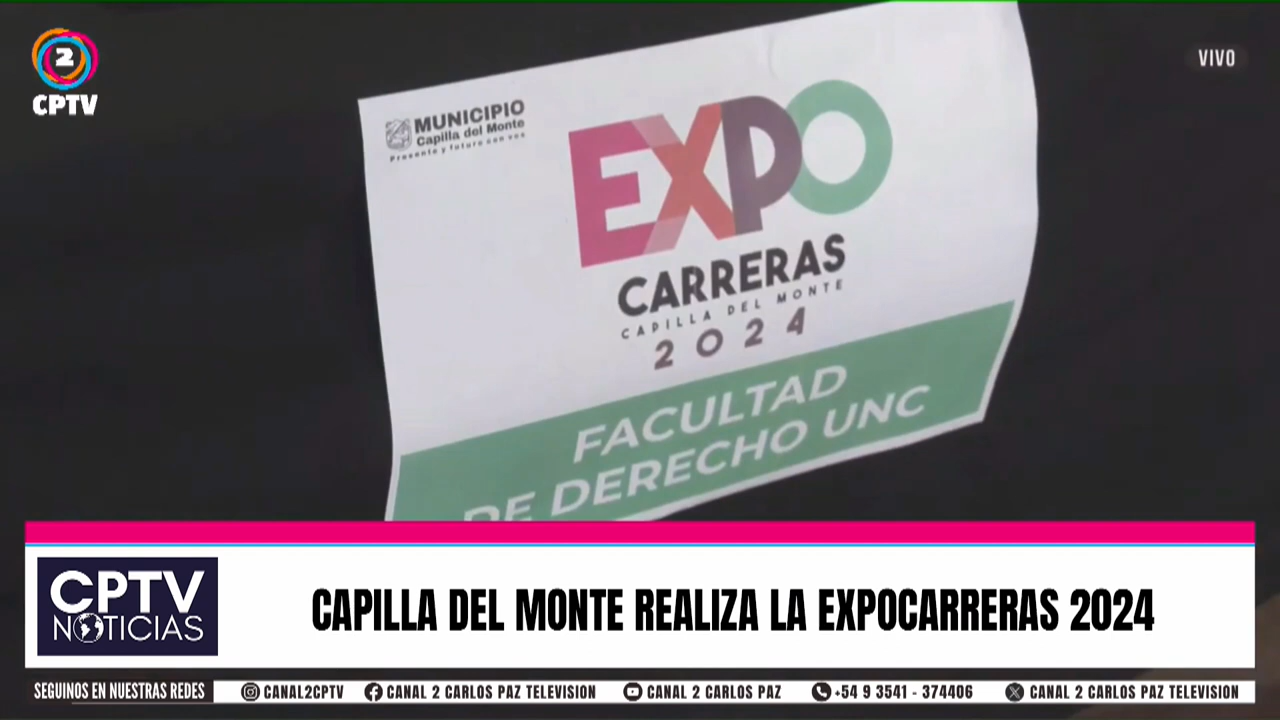 2
CPTV
VIVO
MUNICIPIO
Capilla del Monte
Presente y futuro con vos
EXPO
CARRERAS
CAPILLA DEL MONTE
2024
FACULTAD
DE DERECHO UNC
CPTV
NOTICIAS
CAPILLA DEL MONTE REALIZA LA EXPOCARRERAS 2024
SEGUINOS EN NUESTRAS REDES CANAL2CPTV CANAL 2 CARLOS PAZ TELEVISION CANAL 2 CARLOS PAZ +54 9 3541 - 374406 CANAL 2 CARLOS PAZ TELEVISION